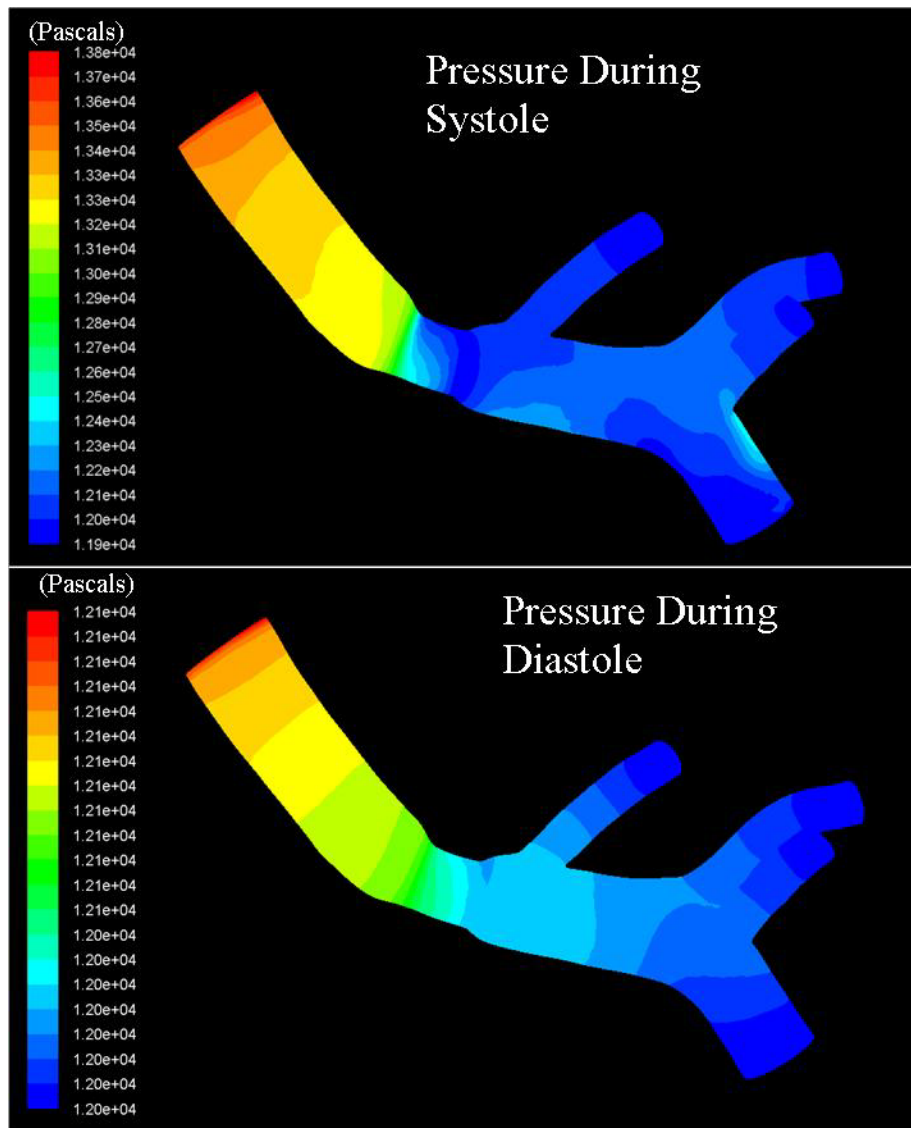 (Pascals)
1.38e+04
1.37e+04
1.36e+04
1.35e+04
1.34e+04
1.33e+04
1.32e+04
1.31e+04
1.30e+04
1.29e+04
1.28e+04
1.27e+04
1.26e+04
1.25e+04
1.24e+04
1.23e+04
1.22e+04
1.21e+04
1.20e+04
1.19e+04
Pressure During
Systole
(Pascals)
1.21e+04
1.21e+04
1.21e+04
1.21e+04
1.21e+04
1.21e+04
1.21e+04
1.21e+04
1.21e+04
1.21e+04
1.21e+04
1.21e+04
1.21e+04
1.20e+04
1.20e+04
1.20e+04
1.20e+04
1.20e+04
1.20e+04
1.20e+04
1.20e+04
Pressure During
Diastole